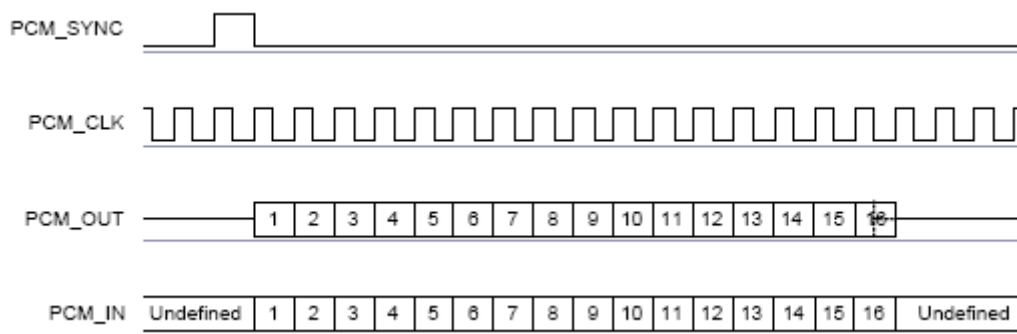 PCM_SYNC
PCM_CLK
PCM_OUT 1 2 3 4 5 6 7 8 9 10 11 12 13 14 15 16
PCM_IN Undefined 1 2 3 4 5 6 7 8 9 10 11 12 13 14 15 16 Undefined